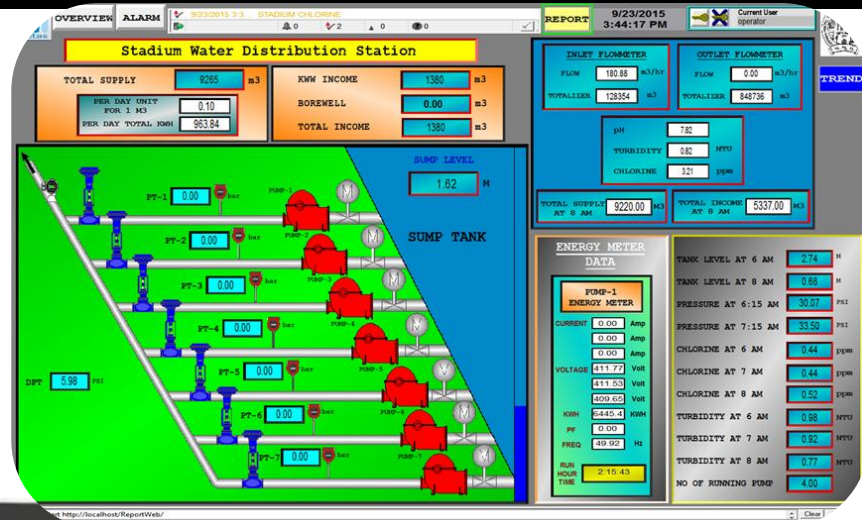 OVERVIEW
ALARM
9/23/2015 3:3 STADIUM CHLORINE
0 2 0 0
REPORT
9/23/2015
3:44:17 PM
Current User
operator
TREND
Stadium Water Distribution Station
TOTAL SUPPLY 9265 m3
PER DAY UNIT FOR 1 M3 0.10
PER DAY TOTAL KWH 963.84
KWW INCOME 1380 m3
BOREWELL 0.00 m3
TOTAL INCOME 1380 m3
INLET FLOWMETER
FLOW 180.88 m3/hr
TOTALIZER 128354 m3
OUTLET FLOWMETER
FLOW 0.00 m3/hr
TOTALIZER 848736 m3
pH 7.82
TURBIDITY 0.82 NTU
CHLORINE 3.21 ppm
TOTAL SUPPLY AT 8 AM 9220.00 M3
TOTAL INCOME AT 8 AM 5337.00 M3
SUMP LEVEL
1.62 M
SUMP TANK
PT-1 0.00 bar PUMP-1
PT-2 0.00 bar PUMP-2
PT-3 0.00 bar PUMP-3
PT-4 0.00 bar PUMP-4
PT-5 0.00 bar PUMP-5
PT-6 0.00 bar PUMP-6
PT-7 0.00 bar PUMP-7
DPT 5.98 PSI
ENERGY METER
DATA
PUMP-1
ENERGY METER
CURRENT 0.00 Amp
0.00 Amp
0.00 Amp
VOLTAGE 411.77 Volt
411.53 Volt
409.65 Volt
KWH 6445.4 KWH
PF 0.00
FREQ 49.92 Hz
RUN HOUR TIME 2:15:43
TANK LEVEL AT 6 AM 2.74 M
TANK LEVEL AT 8 AM 0.66 M
PRESSURE AT 6:15 AM 30.07 PSI
PRESSURE AT 7:15 AM 33.50 PSI
CHLORINE AT 6 AM 0.44 ppm
CHLORINE AT 7 AM 0.44 ppm
CHLORINE AT 8 AM 0.52 ppm
TURBIDITY AT 6 AM 0.98 NTU
TURBIDITY AT 7 AM 0.92 NTU
TURBIDITY AT 8 AM 0.77 NTU
NO OF RUNNING PUMP 4.00
http://localhost/ReportWeb/
Clear